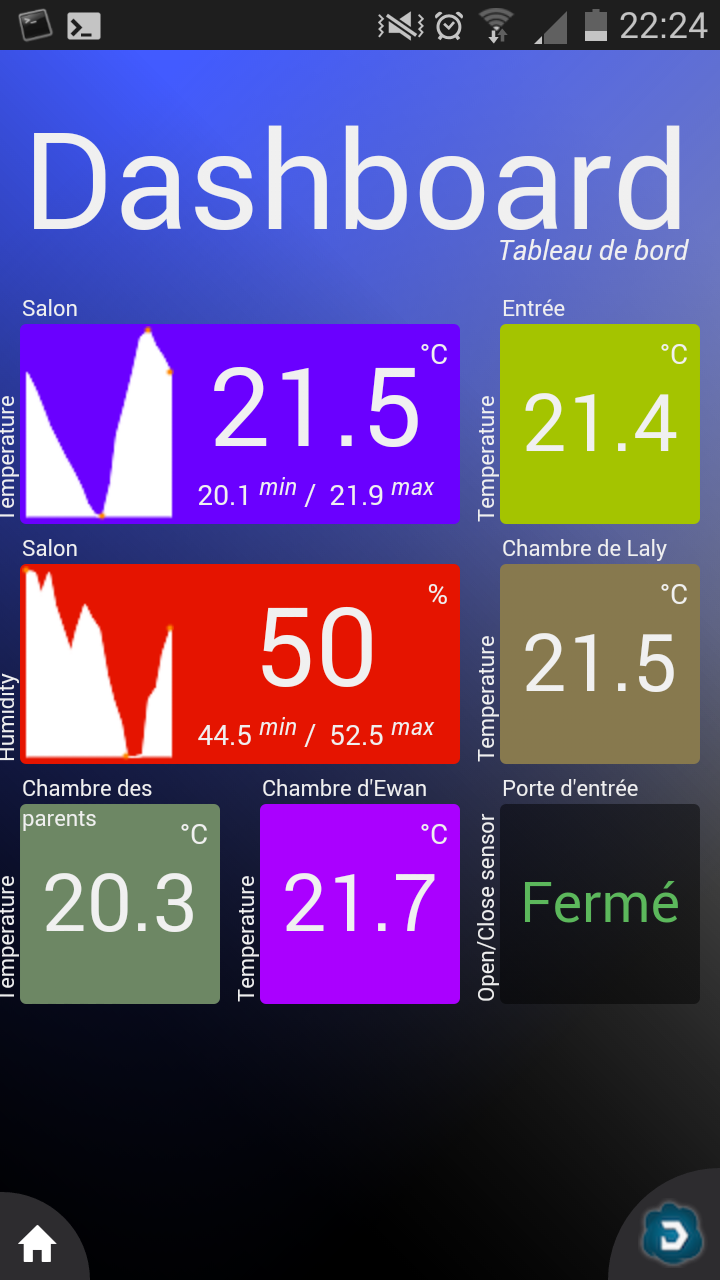 22:24
Dashboard
Tableau de bord
Salon
Temperature
°C
21.5
20.1 min / 21.9 max
Entrée
Temperature
°C
21.4
Salon
Humidity
%
50
44.5 min / 52.5 max
Chambre de Laly
Temperature
°C
21.5
Chambre des
parents
Temperature
°C
20.3
Chambre d'Ewan
Temperature
°C
21.7
Porte d'entrée
Open/Close sensor
Fermé